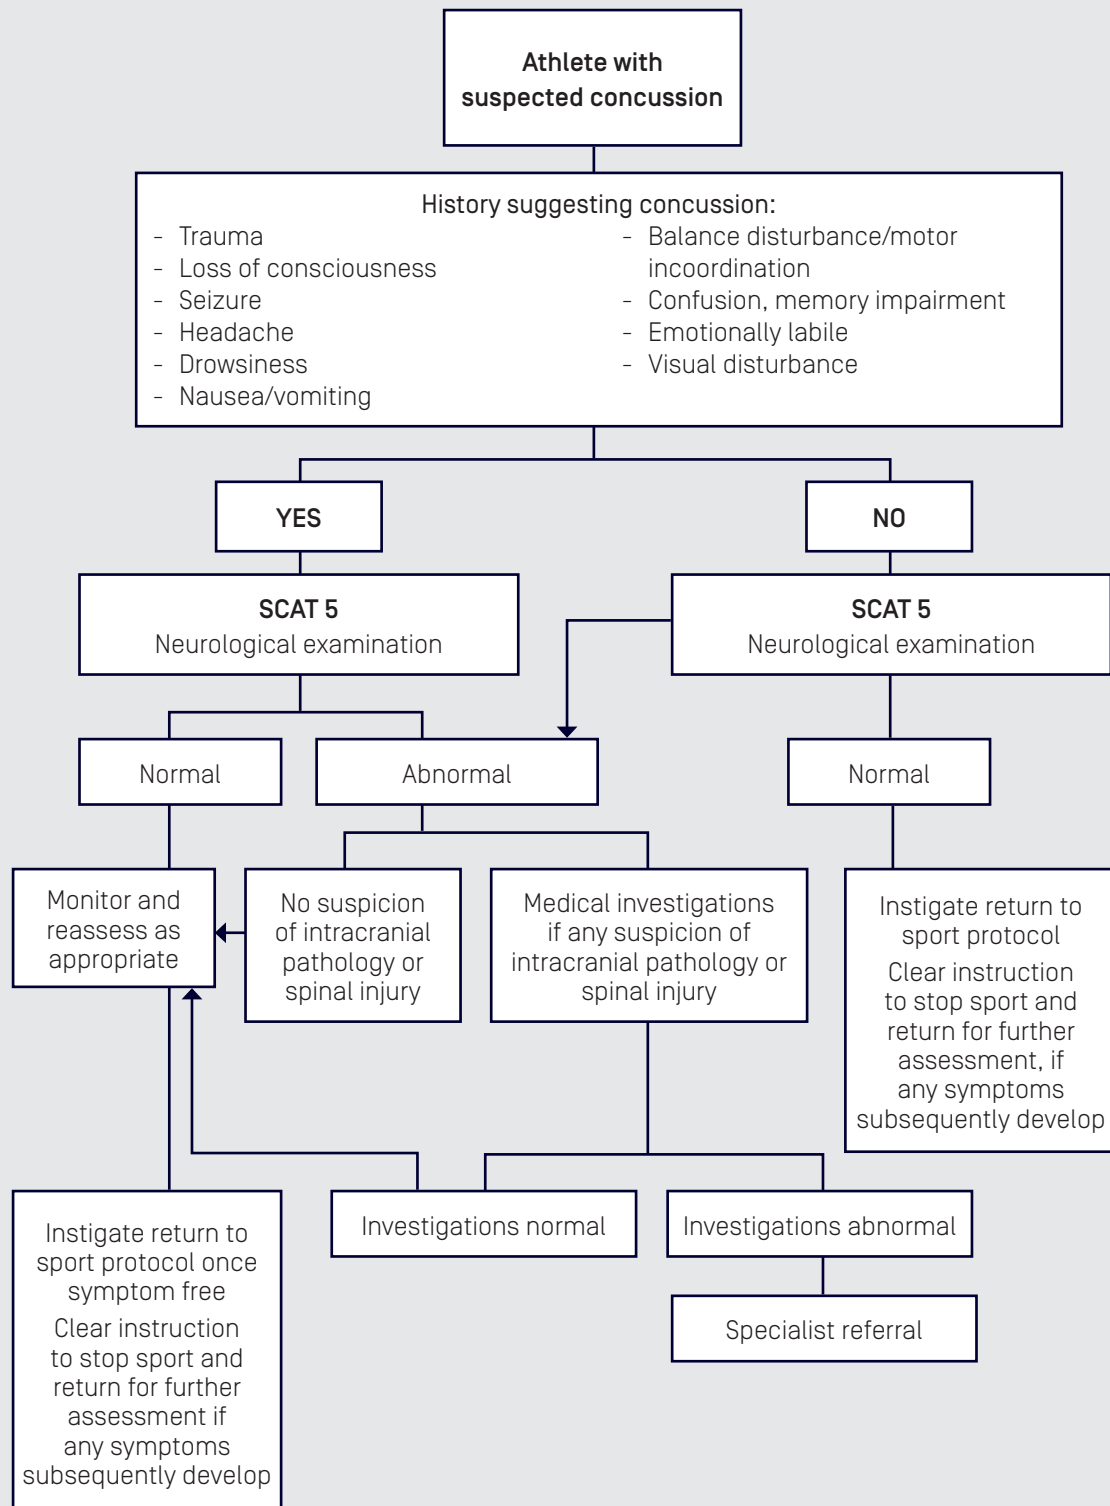 Athlete with
suspected concussion
History suggesting concussion:
- Trauma
- Loss of consciousness
- Seizure
- Headache
- Drowsiness
- Nausea/vomiting
- Balance disturbance/motor
incoordination
- Confusion, memory impairment
- Emotionally labile
- Visual disturbance
YES
NO
SCAT 5
Neurological examination
SCAT 5
Neurological examination
Normal
Abnormal
Normal
Monitor and
reassess as
appropriate
No suspicion
of intracranial
pathology or
spinal injury
Medical investigations
if any suspicion of
intracranial pathology or
spinal injury
Instigate return to
sport protocol
Clear instruction
to stop sport and
return for further
assessment, if
any symptoms
subsequently develop
Investigations normal
Investigations abnormal
Specialist referral
Instigate return to
sport protocol once
symptom free
Clear instruction
to stop sport and
return for further
assessment if
any symptoms
subsequently develop